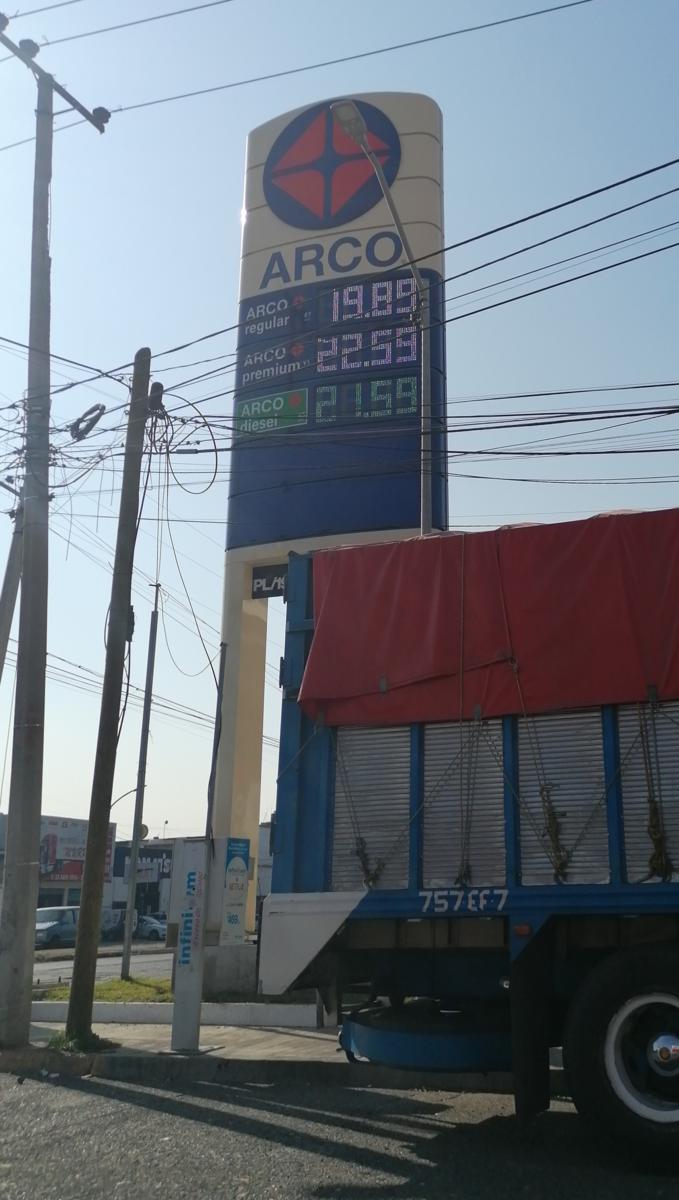 ARCO
ARCO
regular
19.89
ARCO
premium
22.59
ARCO
diesel
21.59
infinitum
757EF7